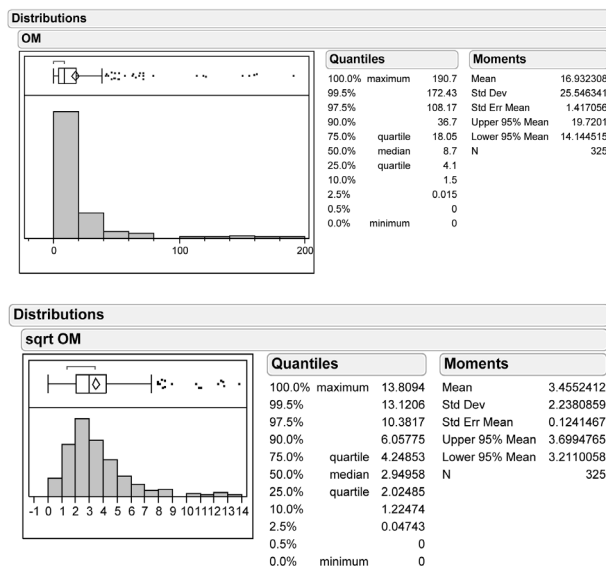 Distributions
OM
0 100 200
Quantiles
100.0% maximum 190.7
99.5% 172.43
97.5% 108.17
90.0% 36.7
75.0% quartile 18.05
50.0% median 8.7
25.0% quartile 4.1
10.0% 1.5
2.5% 0.015
0.5% 0
0.0% minimum 0
Moments
Mean 16.932308
Std Dev 25.546341
Std Err Mean 1.417056
Upper 95% Mean 19.7201
Lower 95% Mean 14.144515
N 325
Distributions
sqrt OM
-1 0 1 2 3 4 5 6 7 8 9 1011121314
Quantiles
100.0% maximum 13.8094
99.5% 13.1206
97.5% 10.3817
90.0% 6.05775
75.0% quartile 4.24853
50.0% median 2.94958
25.0% quartile 2.02485
10.0% 1.22474
2.5% 0.04743
0.5% 0
0.0% minimum 0
Moments
Mean 3.4552412
Std Dev 2.2380859
Std Err Mean 0.1241467
Upper 95% Mean 3.6994765
Lower 95% Mean 3.2110058
N 325